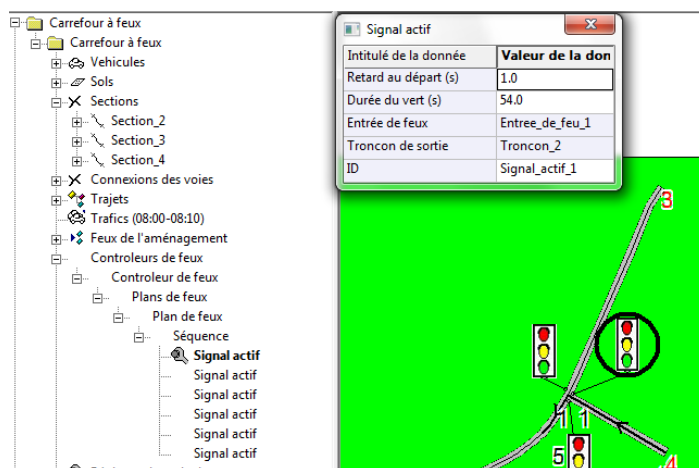 Carrefour à feux
Carrefour à feux
Vehicules
Sols
Sections
Section_2
Section_3
Section_4
Connexions des voies
Trajets
Trafics (08:00-08:10)
Feux de l'aménagement
Controleurs de feux
Controleur de feux
Plans de feux
Plan de feux
Séquence
Signal actif
Signal actif
Signal actif
Signal actif
Signal actif
Signal actif
Signal actif
Intitulé de la donnée Valeur de la don
Retard au départ (s) 1.0
Durée du vert (s) 54.0
Entrée de feux Entree_de_feu_1
Troncon de sortie Troncon_2
ID Signal_actif_1
3
1 1
5
4